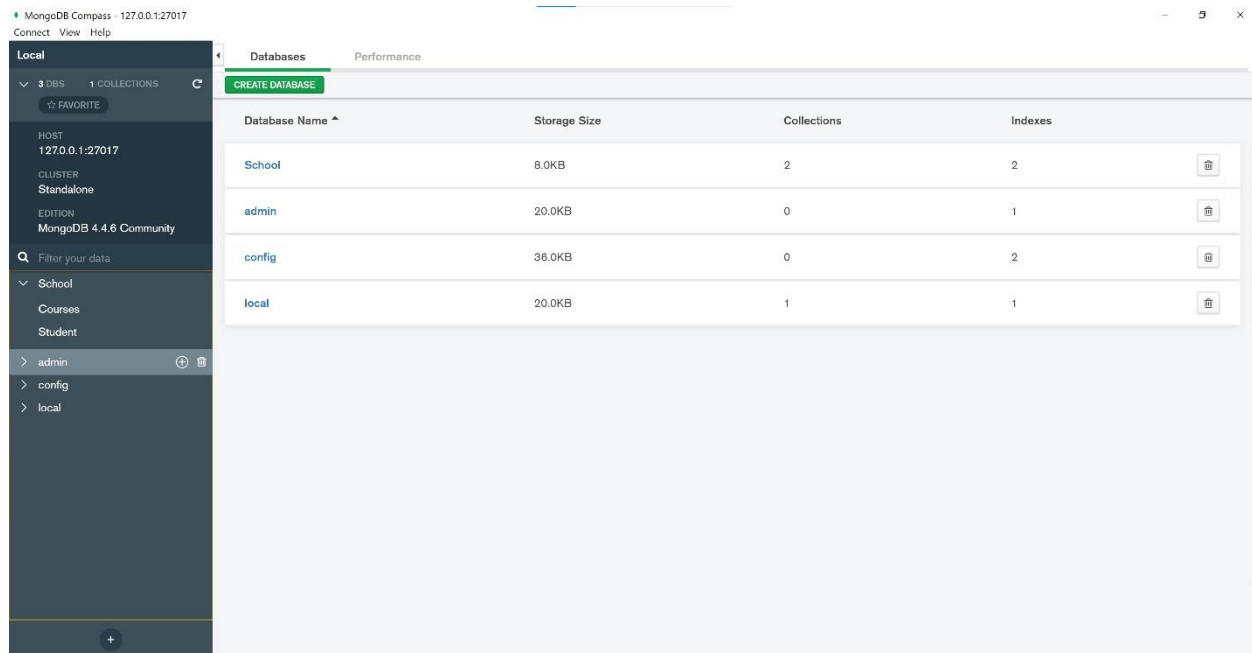 MongoDB Compass - 127.0.0.1:27017
Connect View Help
Local
3 DBS 1 COLLECTIONS
☆ FAVORITE
HOST
127.0.0.1:27017
CLUSTER
Standalone
EDITION
MongoDB 4.4.6 Community
Filter your data
School
Courses
Student
admin
config
local
Databases Performance
CREATE DATABASE
Database Name Storage Size Collections Indexes
School 8.0KB 2 2
admin 20.0KB 0 1
config 36.0KB 0 2
local 20.0KB 1 1